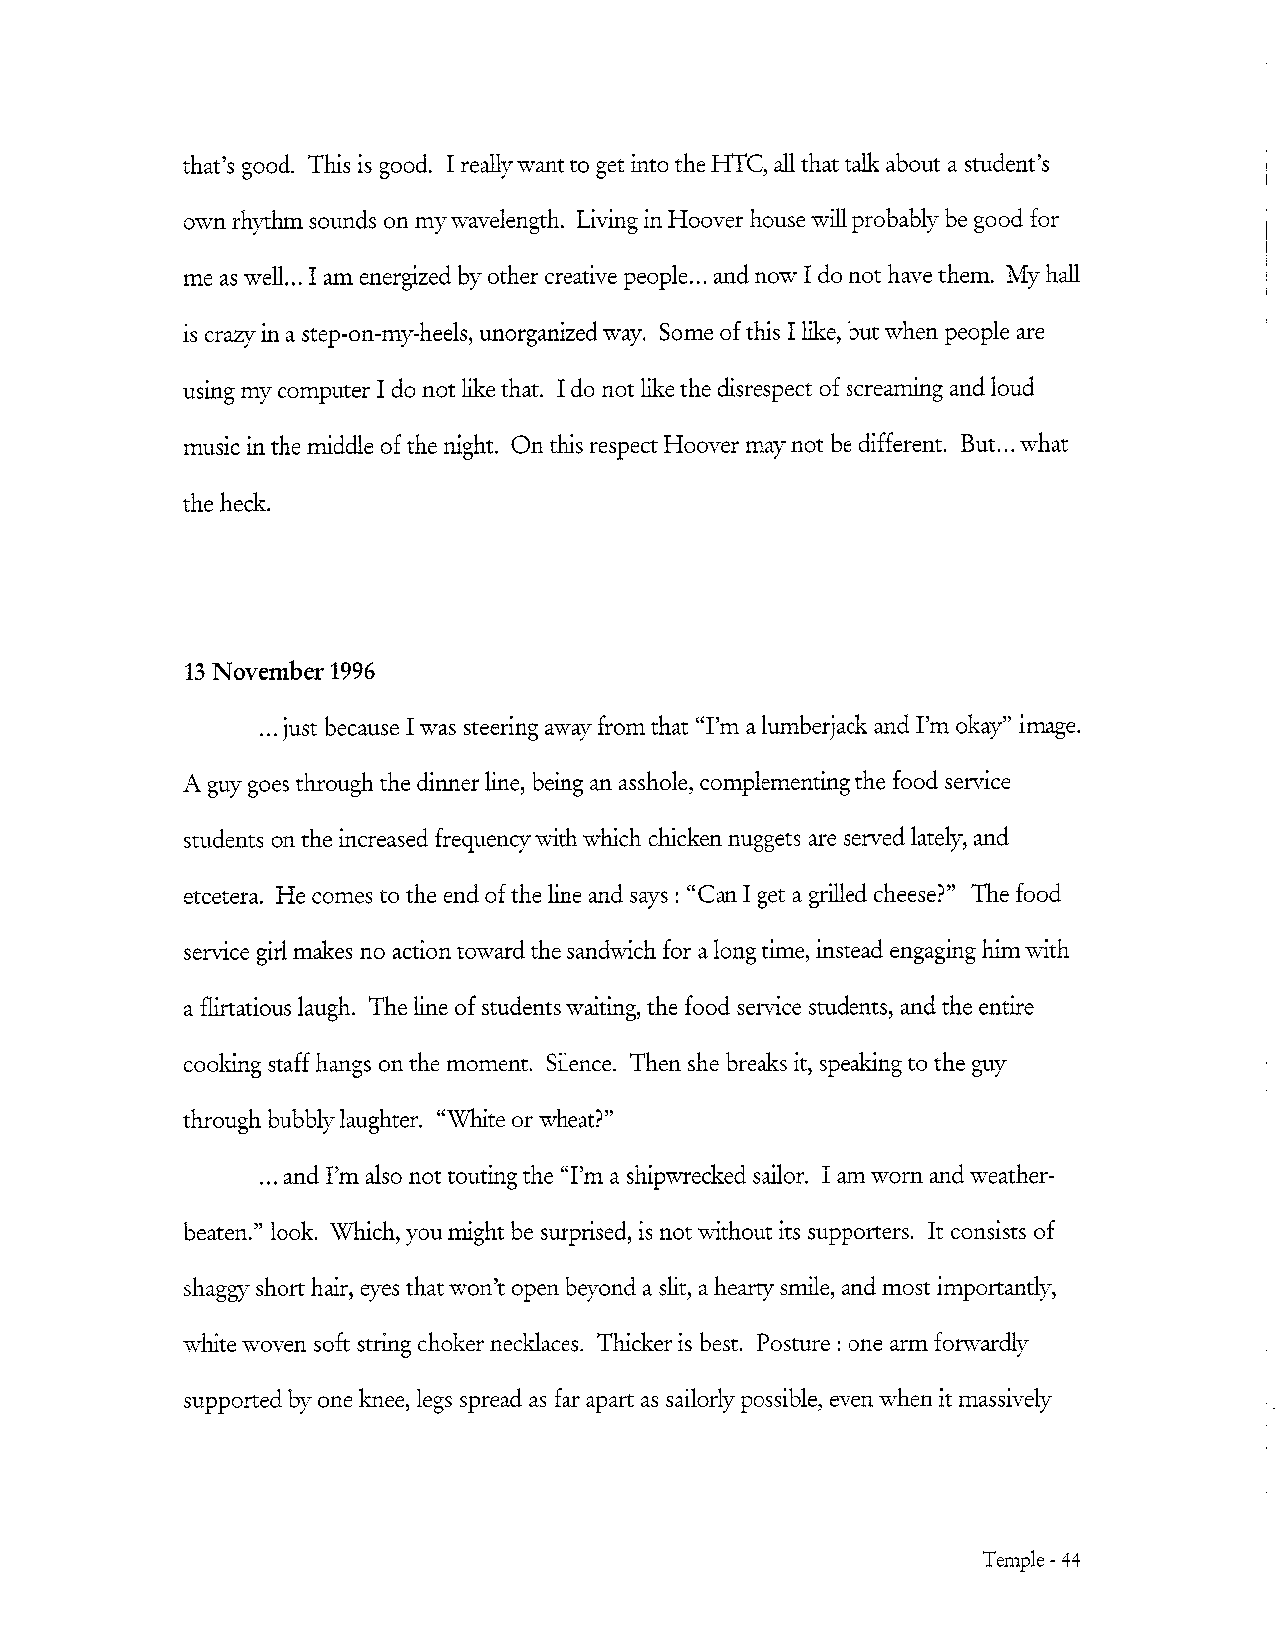 that's good.  This is good.  I really want to get into the HTC, all that talk about a student's
own rhythm sounds on my wavelength.  Living in Hoover house will probably be good for
me as well... I am energized by other creative people... and now I do not have them.  My hall
is crazy in a step-on-my-heels, unorganized way.  Some of this I like, but when people are
using my computer I do not like that.  I do not like the disrespect of screaming and loud
music in the middle of the night.  On this respect Hoover may not be different.  But... what
the heck.
13 November 1996
... just because I was steering away from that “I'm a lumberjack and I'm okay” image.
A guy goes through the dinner line, being an asshole, complementing the food service
students on the increased frequency with which chicken nuggets are served lately, and
etcetera.  He comes to the end of the line and says : “Can I get a grilled cheese?”  The food
service girl makes no action toward the sandwich for a long time, instead engaging him with
a flirtatious laugh.  The line of students waiting, the food service students, and the entire
cooking staff hangs on the moment.  Silence.  Then she breaks it, speaking to the guy
through bubbly laughter.  “White or wheat?”
... and I'm also not touting the “I'm a shipwrecked sailor.  I am worn and weather-
beaten.” look.  Which, you might be surprised, is not without its supporters.  It consists of
shaggy short hair, eyes that won't open beyond a slit, a hearty smile, and most importantly,
white woven soft string choker necklaces.  Thicker is best.  Posture : one arm forwardly
supported by one knee, legs spread as far apart as sailorly possible, even when it massively
Temple - 44